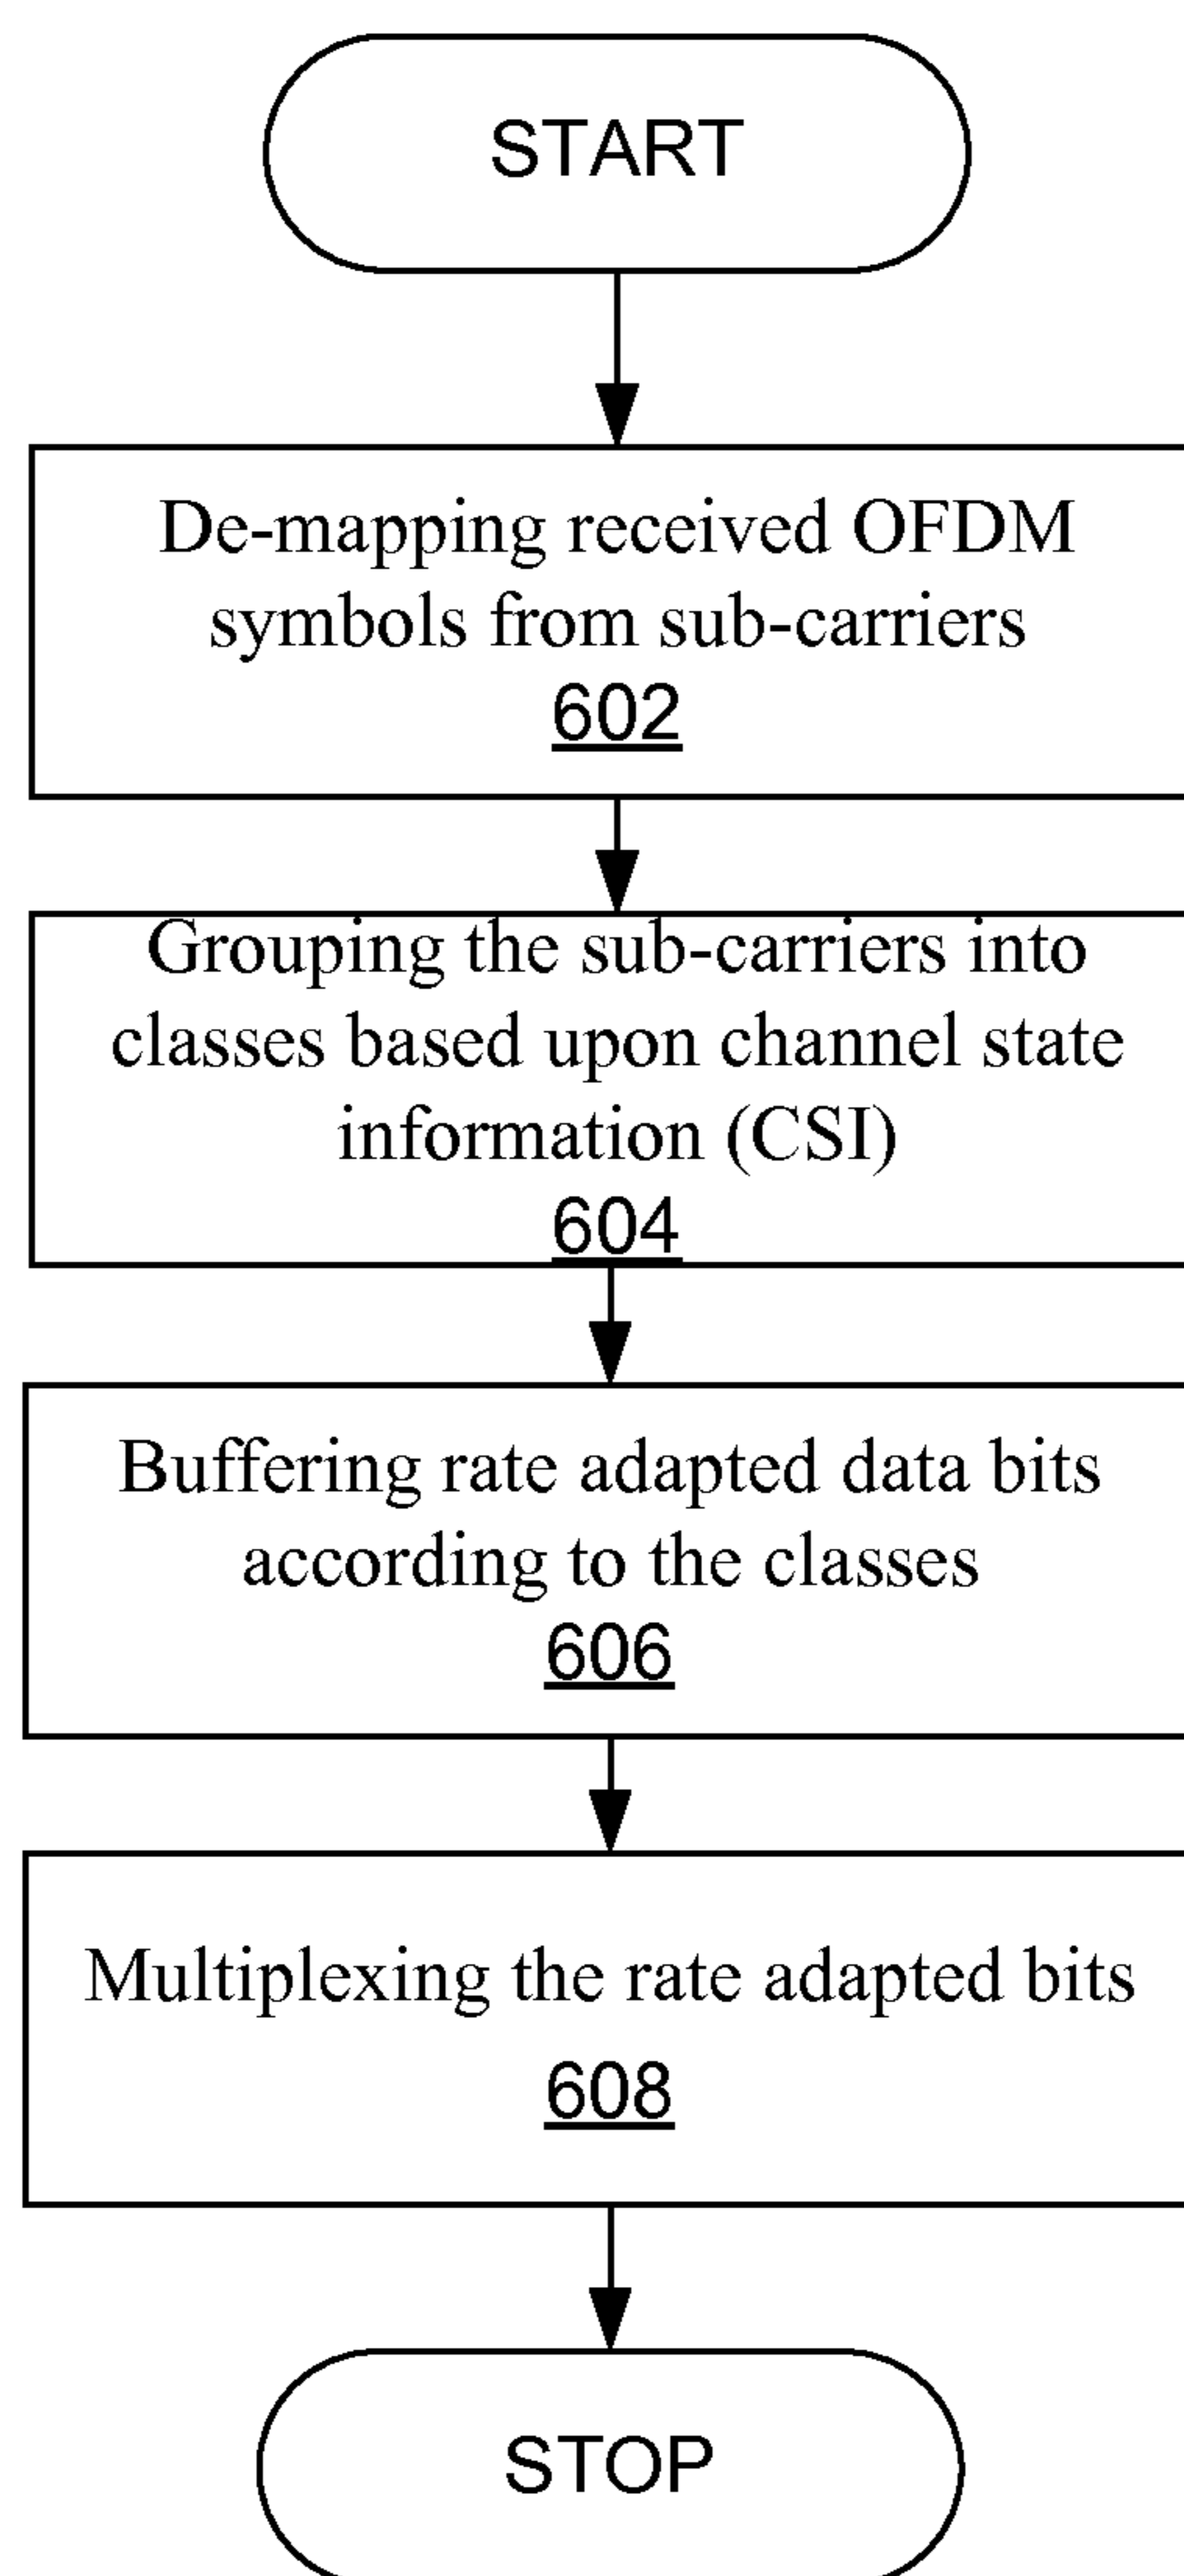 START
De-mapping received OFDM
symbols from sub-carriers
602
Grouping the sub-carriers into
classes based upon channel state
information (CSI)
604
Buffering rate adapted data bits
according to the classes
606
Multiplexing the rate adapted bits
608
STOP